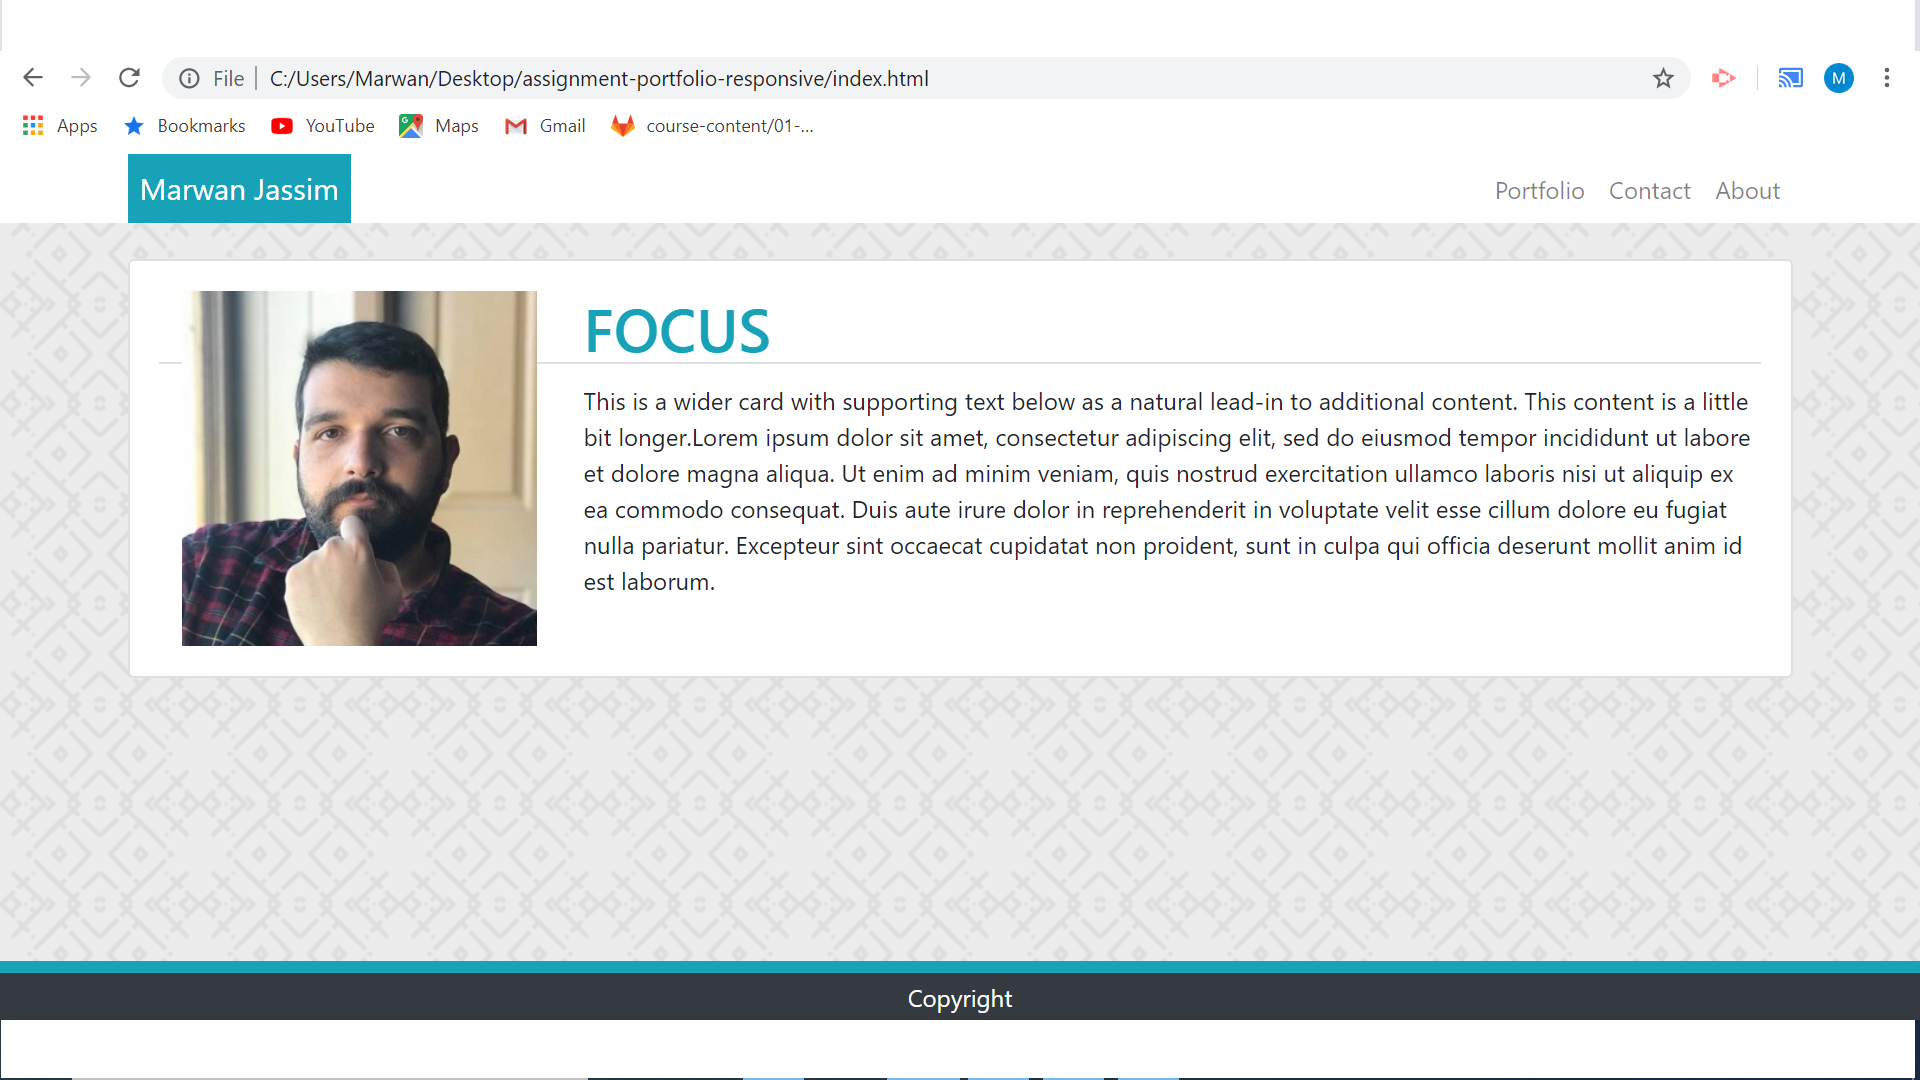 File C:/Users/Marwan/Desktop/assignment-portfolio-responsive/index.html
M
Apps Bookmarks YouTube Maps Gmail course-content/01-...
Marwan Jassim
Portfolio Contact About
FOCUS
This is a wider card with supporting text below as a natural lead-in to additional content. This content is a little
bit longer.Lorem ipsum dolor sit amet, consectetur adipiscing elit, sed do eiusmod tempor incididunt ut labore
et dolore magna aliqua. Ut enim ad minim veniam, quis nostrud exercitation ullamco laboris nisi ut aliquip ex
ea commodo consequat. Duis aute irure dolor in reprehenderit in voluptate velit esse cillum dolore eu fugiat
nulla pariatur. Excepteur sint occaecat cupidatat non proident, sunt in culpa qui officia deserunt mollit anim id
est laborum.
Copyright